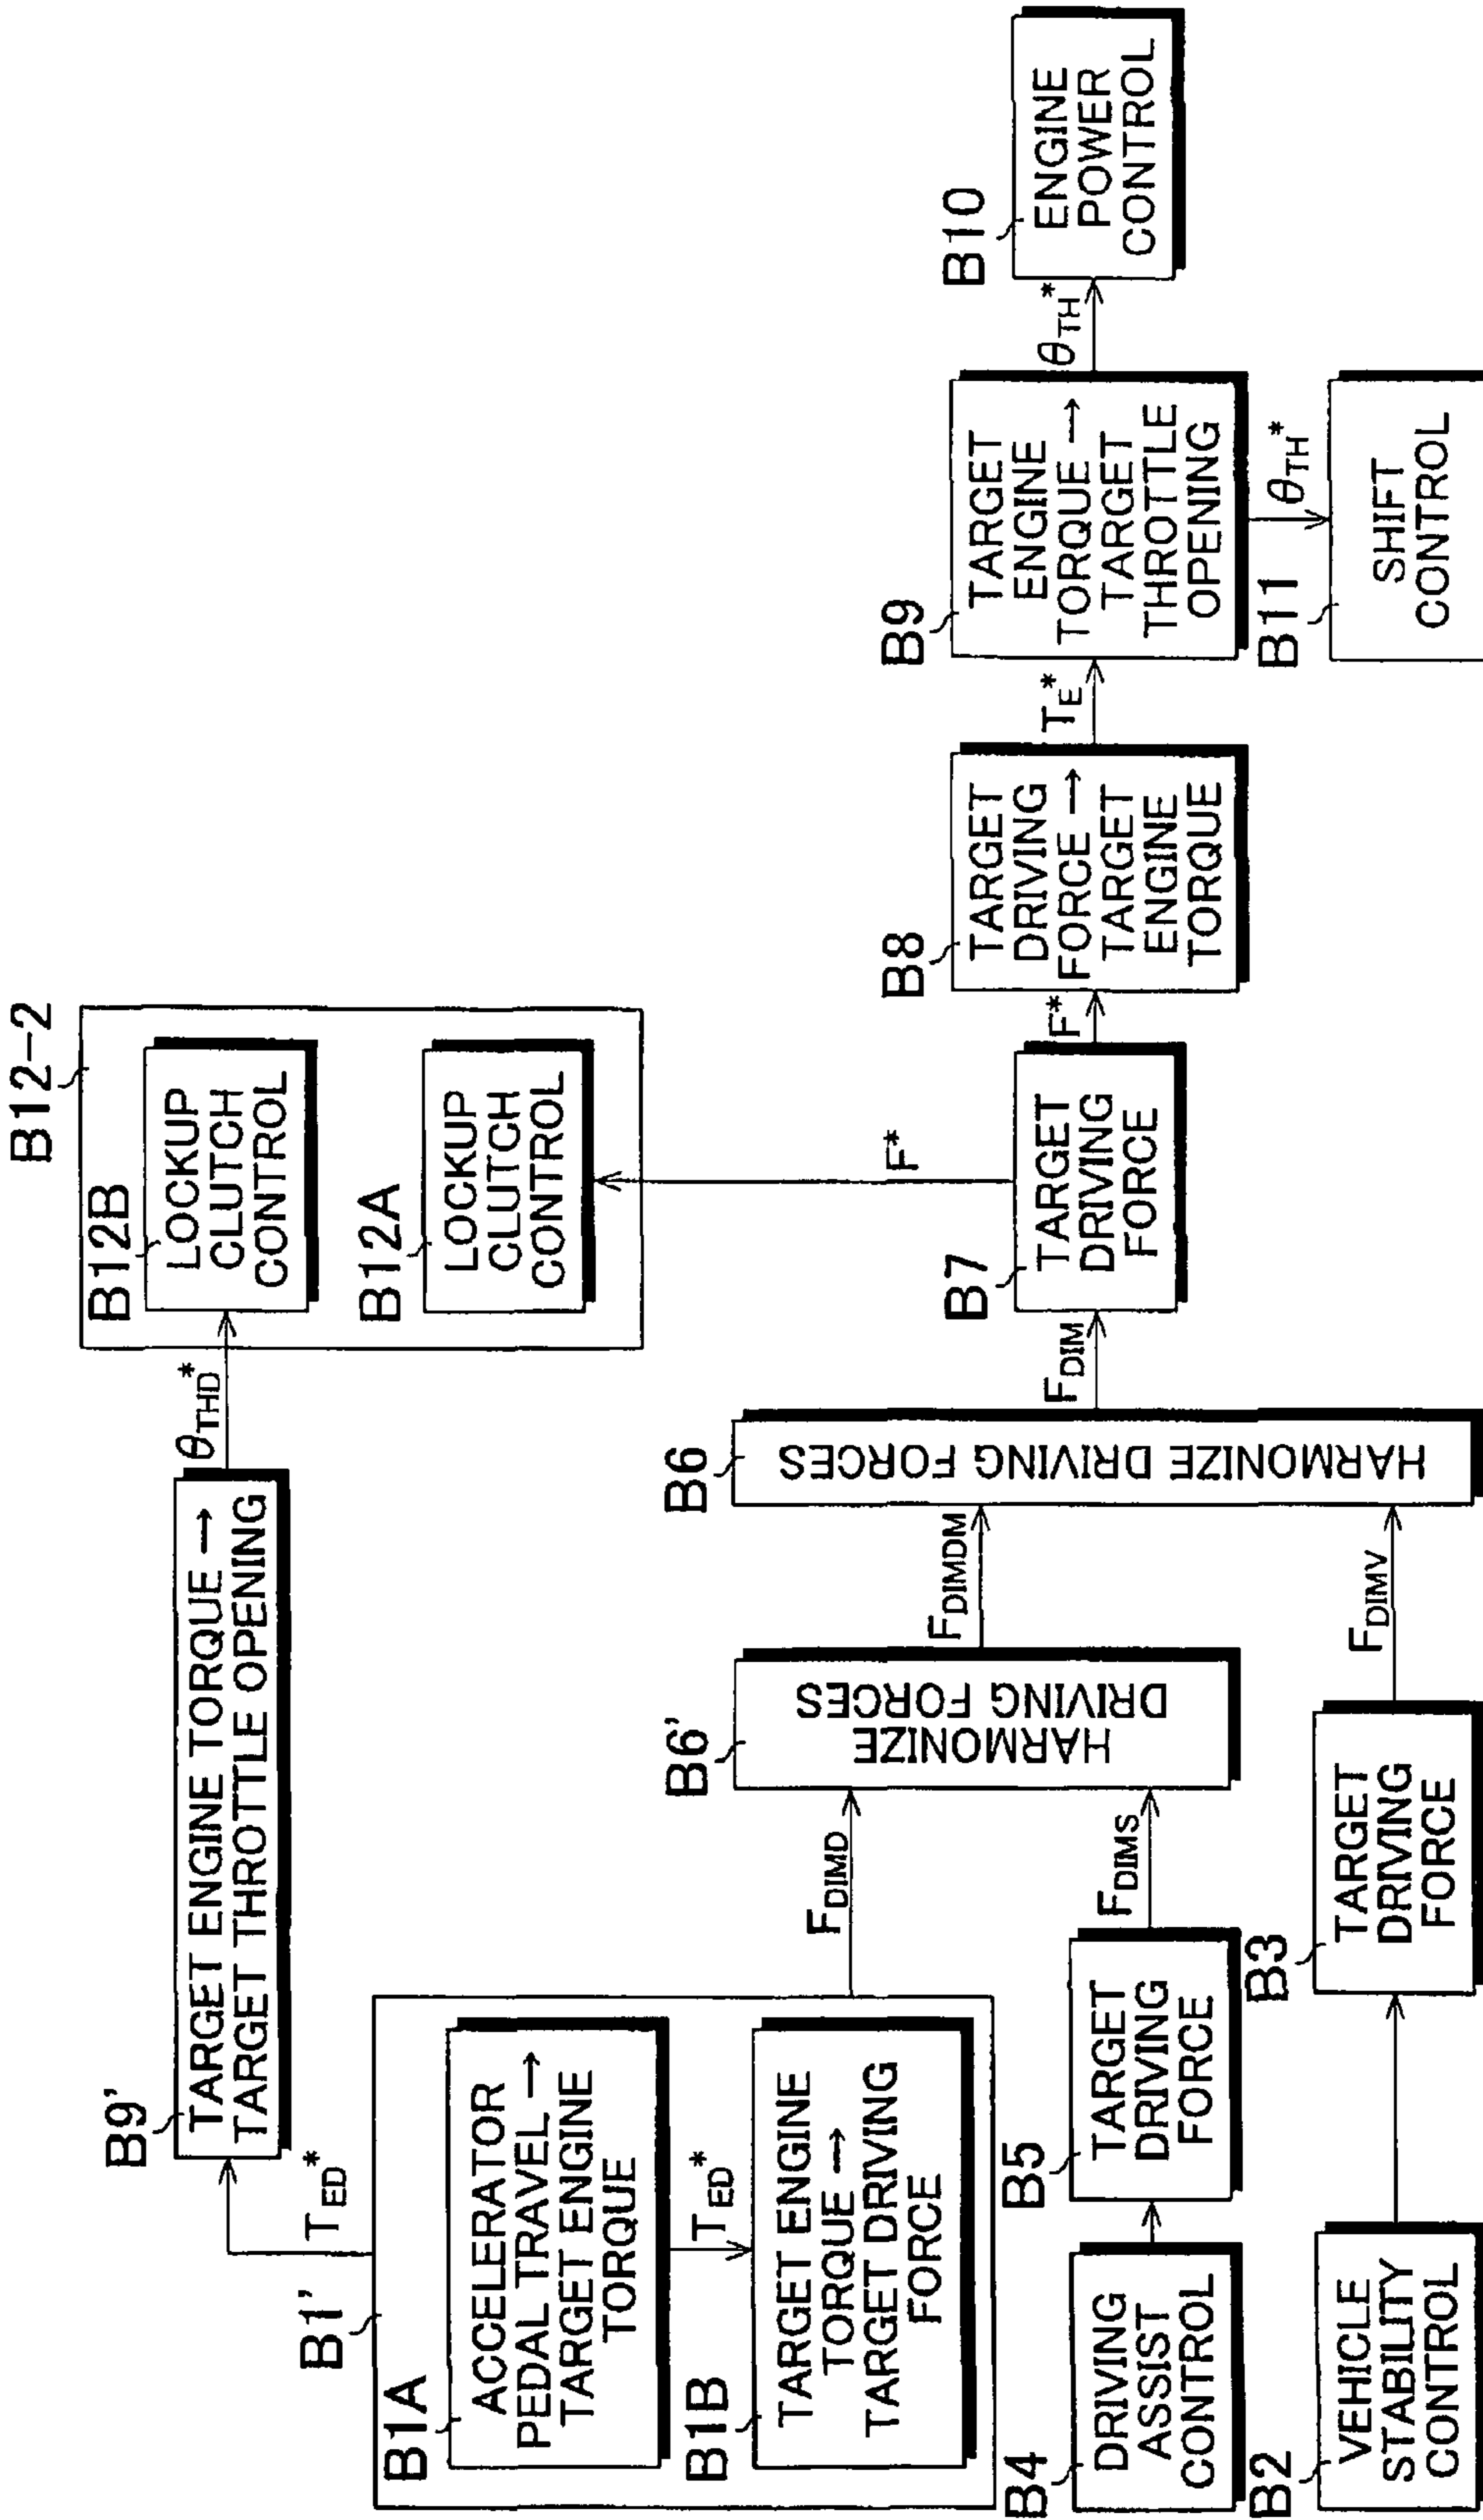 B9'
TARGET ENGINE TORQUE →
TARGET THROTTLE OPENING
θTHD*
B12-2
B12B
LOCKUP
CLUTCH
CONTROL
B12A
LOCKUP
CLUTCH
CONTROL
TED*
B1'
B1A
ACCELERATOR
PEDAL TRAVEL →
TARGET ENGINE
TORQUE
TED*
B1B
TARGET ENGINE
TORQUE →
TARGET DRIVING
FORCE
FDIMD
B4
DRIVING
ASSIST
CONTROL
B5
TARGET
DRIVING
FORCE
FDIMS
B2
VEHICLE
STABILITY
CONTROL
B3
TARGET
DRIVING
FORCE
FDIMV
B6'
HARMONIZE
DRIVING FORCES
FDIMDM
B6
HARMONIZE DRIVING FORCES
FDIM
B7
TARGET
DRIVING
FORCE
F*
F*
B8
TARGET
DRIVING
FORCE →
TARGET
ENGINE
TORQUE
TE*
B9
TARGET
ENGINE
TORQUE →
TARGET
THROTTLE
OPENING
θTH*
B10
ENGINE
POWER
CONTROL
θTH*
B11
SHIFT
CONTROL